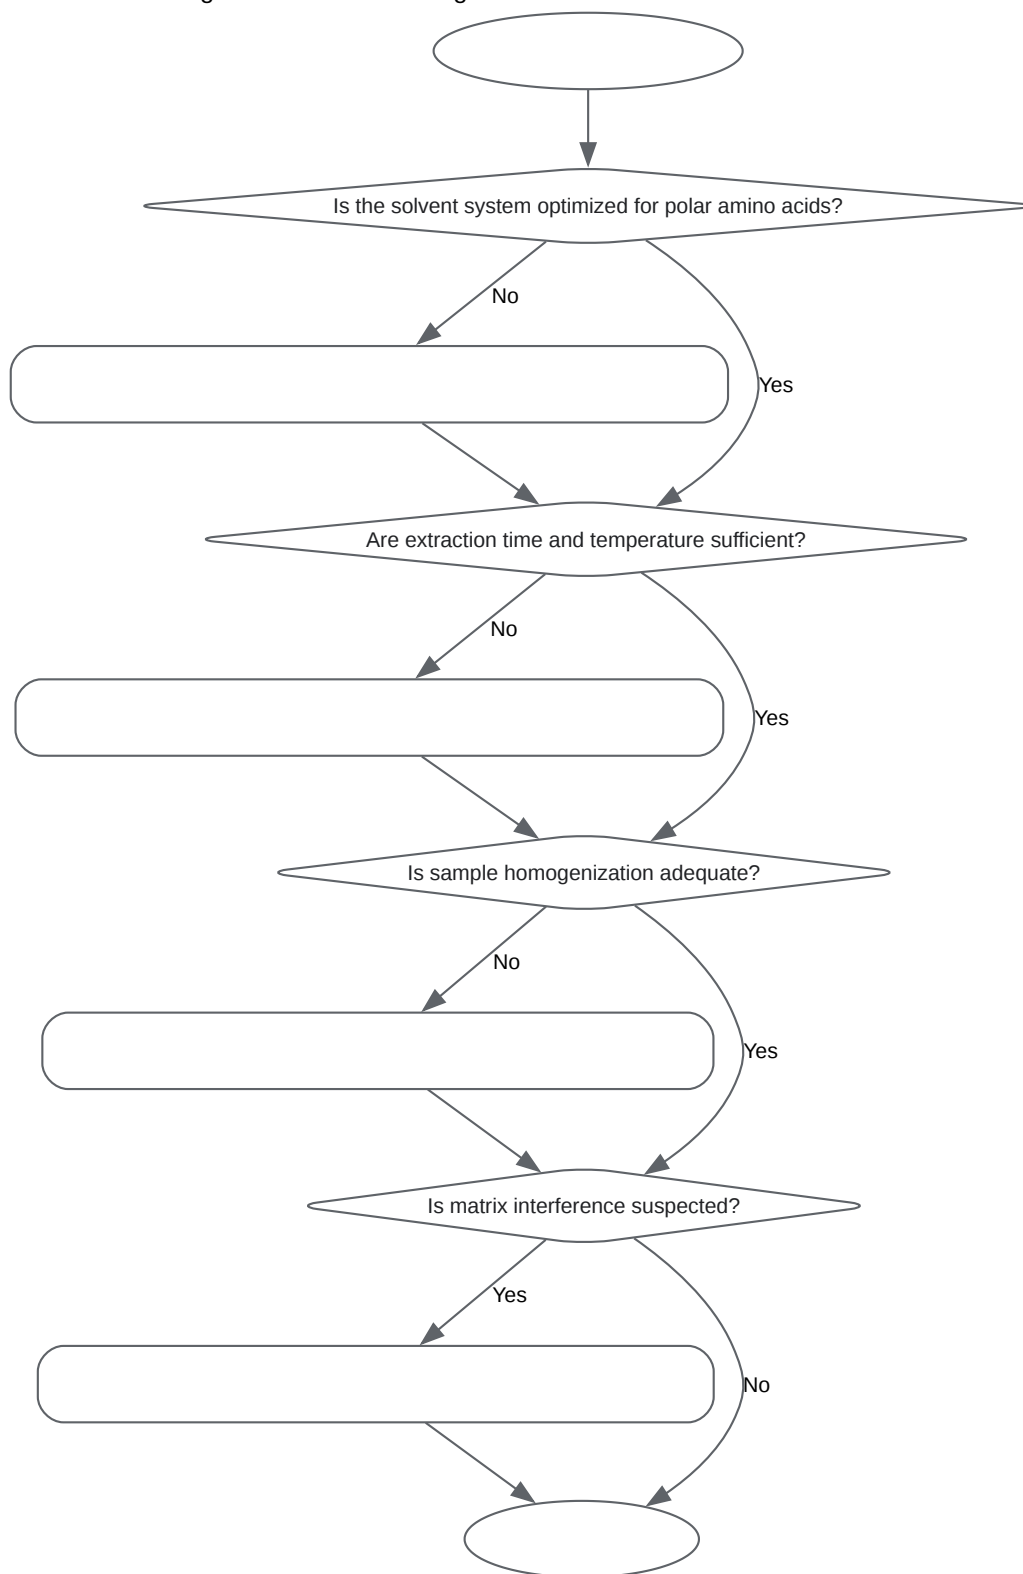 Is the solvent system optimized for polar amino acids?
No
Yes
Are extraction time and temperature sufficient?
No
Yes
Is sample homogenization adequate?
No
Yes
Is matrix interference suspected?
Yes
No